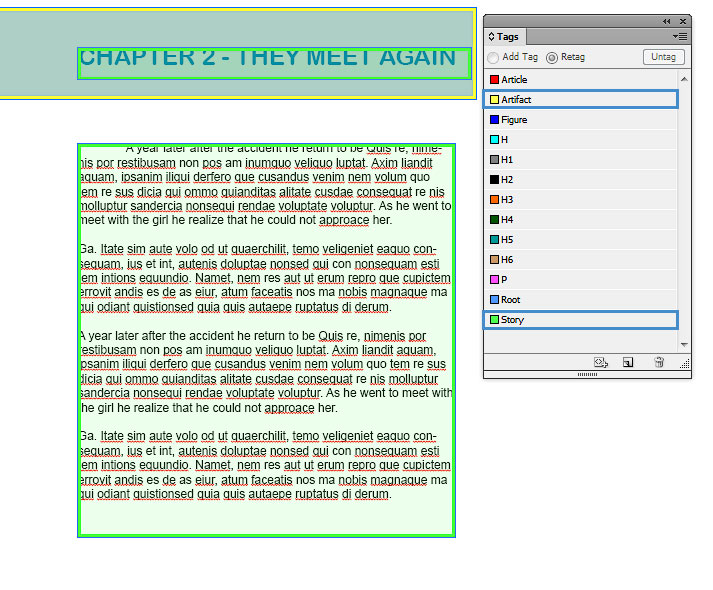 CHAPTER 2 - THEY MEET AGAIN
A year later after the accident he return to be Quis re, nime-
nis por restibusam non pos am inumquo veliquo luptat. Axim liandit
aquam, ipsanim iliqui derfero que cusandus venim nem volum quo
tem re sus dicia qui ommo quianditas alitate cusdae consequat re nis
molluptur sandercia nonsequi rendae voluptate voluptur. As he went to
meet with the girl he realize that he could not approace her.
Ga. Itate sim aute volo od ut quaerchilit, temo veligeniet eaquo con-
sequam, ius et int, autenis doluptae nonsed qui con nonsequam esti
tem intions equundio. Namet, nem res aut ut erum repro que cupictem
errovit andis es de as eiur, atum faceatis nos ma nobis magnaque ma
qui odiant quistionsed quia quis autaepe ruptatus di derum.
A year later after the accident he return to be Quis re, nimenis por
restibusam non pos am inumquo veliquo luptat. Axim liandit aquam,
ipsanim iliqui derfero que cusandus venim nem volum quo tem re sus
dicia qui ommo quianditas alitate cusdae consequat re nis molluptur
sandercia nonsequi rendae voluptate voluptur. As he went to meet with
the girl he realize that he could not approace her.
Ga. Itate sim aute volo od ut quaerchilit, temo veligeniet eaquo con-
sequam, ius et int, autenis doluptae nonsed qui con nonsequam esti
tem intions equundio. Namet, nem res aut ut erum repro que cupictem
errovit andis es de as eiur, atum faceatis nos ma nobis magnaque ma
qui odiant quistionsed quia quis autaepe ruptatus di derum.
Tags
Add Tag Retag Untag
Article
Artifact
Figure
H
H1
H2
H3
H4
H5
H6
P
Root
Story